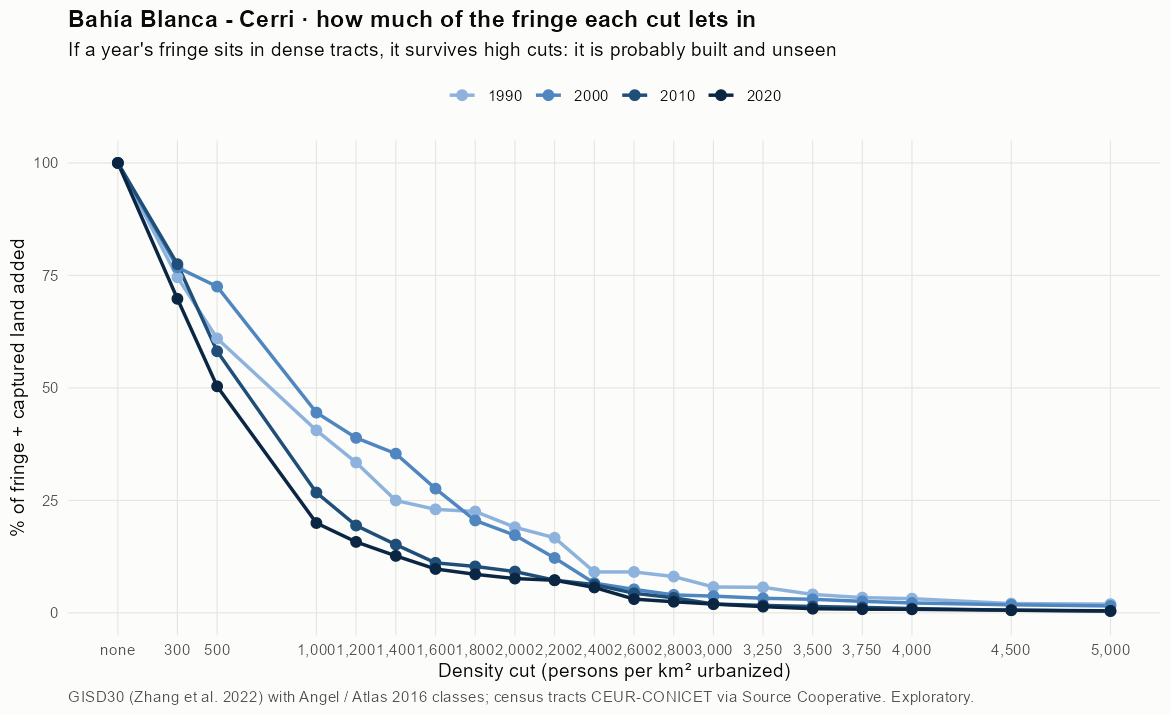 Bahía Blanca - Cerri · how much of the fringe each cut lets in
If a year's fringe sits in dense tracts, it survives high cuts: it is probably built and unseen
1990 2000 2010 2020
% of fringe + captured land added
100
75
50
25
0
none 300 500 1,000 1,200 1,400 1,600 1,800 2,000 2,200 2,400 2,600 2,800 3,000 3,250 3,500 3,750 4,000 4,500 5,000
Density cut (persons per km² urbanized)
GISD30 (Zhang et al. 2022) with Angel / Atlas 2016 classes; census tracts CEUR-CONICET via Source Cooperative. Exploratory.